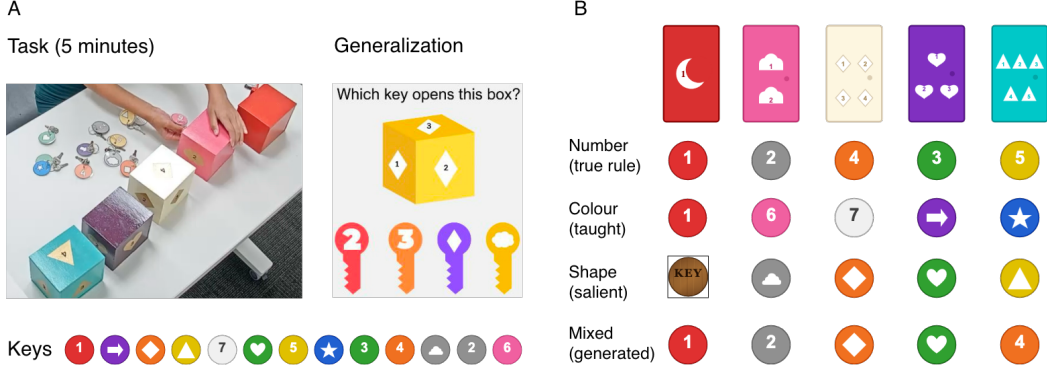 A
Task (5 minutes)
Generalization
Which key opens this box?
3
1
2
2
3
Keys
1
7
5
3
4
2
6
B
1
1
2
1 2
3 4
1
2 3
1 2 3
4 5
Number
(true rule)
1
2
4
3
5
Colour
(taught)
1
6
7
Shape
(salient)
KEY
Mixed
(generated)
1
2
4